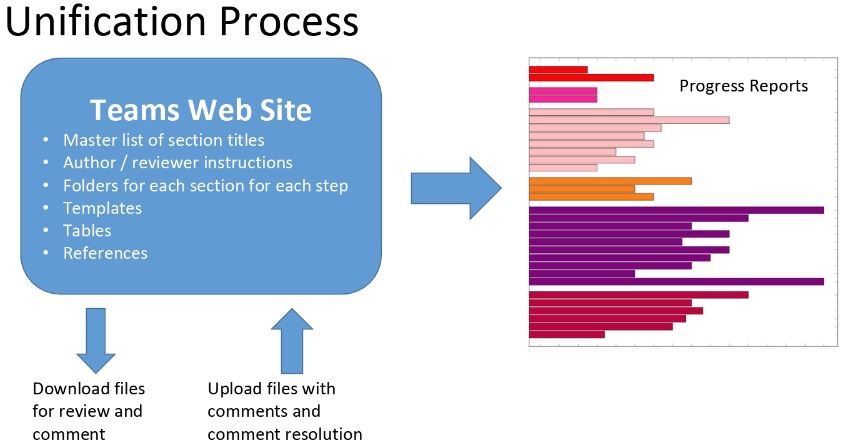 Unification Process
Teams Web Site
• Master list of section titles
• Author / reviewer instructions
• Folders for each section for each step
• Templates
• Tables
• References
Progress Reports
Download files
for review and
comment
Upload files with
comments and
comment resolution